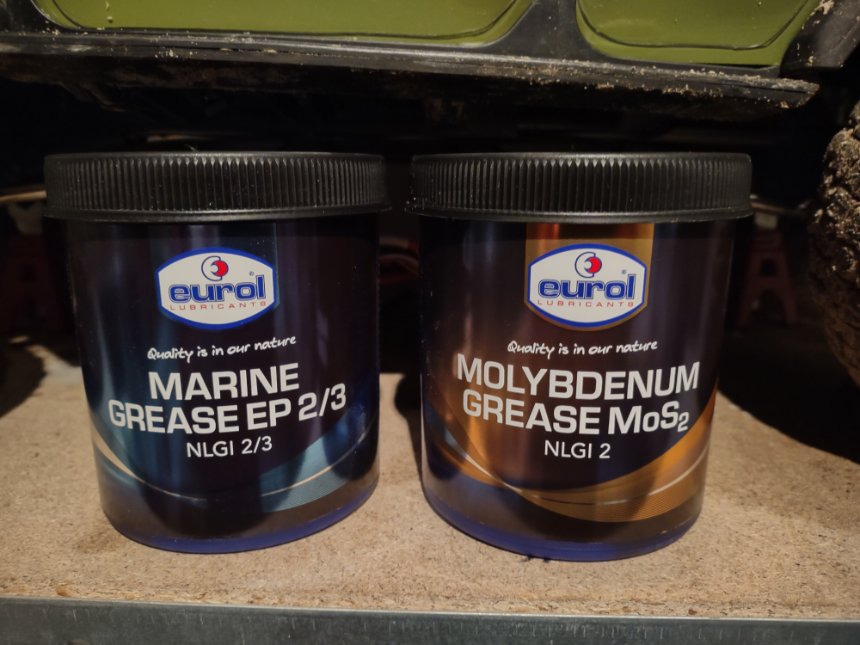 eurol®
LUBRICANTS
Quality is in our nature
MARINE
GREASE EP 2/3
NLGI 2/3
eurol®
LUBRICANTS
Quality is in our nature
MOLYBDENUM
GREASE MoS₂
NLGI 2